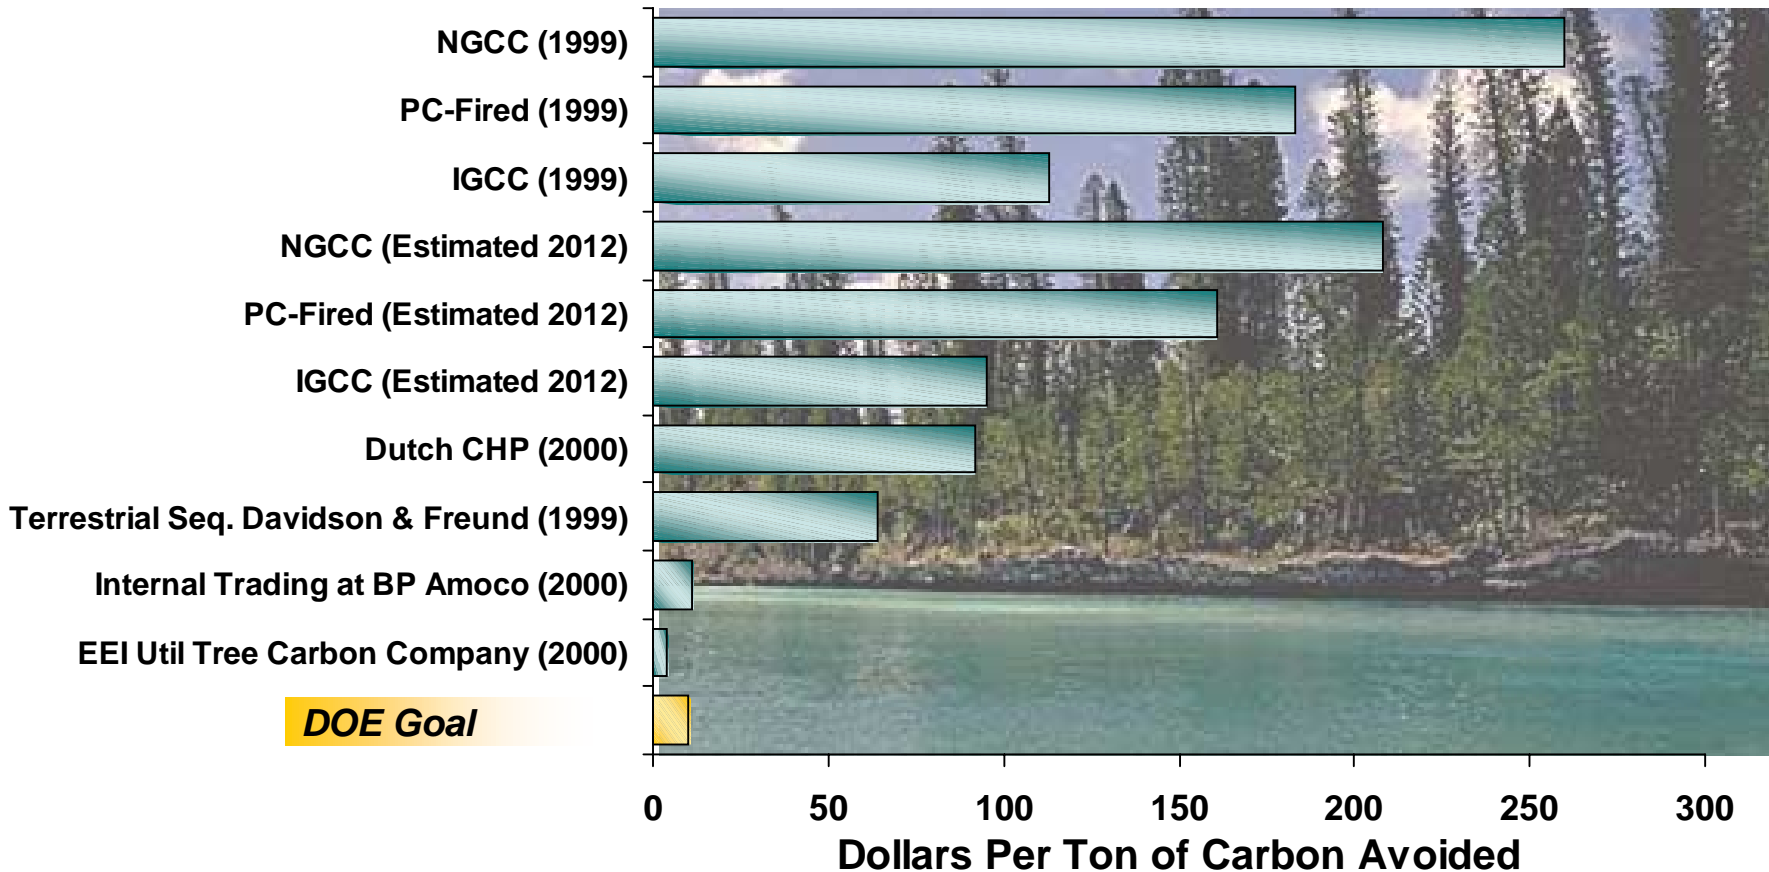 NGCC (1999)
PC-Fired (1999)
IGCC (1999)
NGCC (Estimated 2012)
PC-Fired (Estimated 2012)
IGCC (Estimated 2012)
Dutch CHP (2000)
Terrestrial Seq. Davidson & Freund (1999)
Internal Trading at BP Amoco (2000)
EEI Util Tree Carbon Company (2000)
DOE Goal
0 50 100 150 200 250 300
Dollars Per Ton of Carbon Avoided